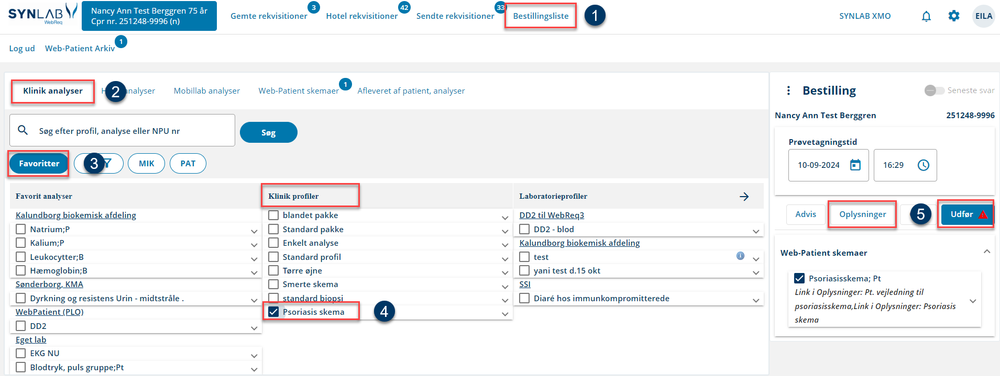 SYNLAB
WebReq
Nancy Ann Test Berggren 75 år
Cpr nr. 251248-9996 (n)
Gemte rekvisitioner 3
Hotel rekvisitioner 42
Sendte rekvisitioner 33
Bestillingsliste
1
SYNLAB XMO
EILA
Log ud
Web-Patient Arkiv 1
Klinik analyser
2
analyser
Mobillab analyser
Web-Patient skemaer 1
Afleveret af patient, analyser
Søg efter profil, analyse eller NPU nr
Søg
Favoritter
3
MIK
PAT
Favorit analyser
Kalundborg biokemisk afdeling
Natrium;P
Kalium;P
Leukocytter;B
Hæmoglobin;B
Sønderborg, KMA
Dyrkning og resistens Urin - midtstråle .
WebPatient (PLO)
DD2
Eget lab
EKG NU
Blodtryk, puls gruppe;Pt
Klinik profiler
blandet pakke
Standard pakke
Enkelt analyse
Standard profil
Tørre øjne
Smerte skema
standard biopsi
Psoriasis skema
4
Laboratorieprofiler
DD2 til WebReq3
DD2 - blod
Kalundborg biokemisk afdeling
test
yani test d.15 okt
SSI
Diaré hos immunkompromitterede
Bestilling
Seneste svar
Nancy Ann Test Berggren
251248-9996
Prøvetagningstid
10-09-2024
16:29
Advis
Oplysninger
5
Udfør
Web-Patient skemaer
Psoriasisskema; Pt
Link i Oplysninger: Pt. vejledning til
psoriasisskema,Link i Oplysninger: Psoriasis
skema